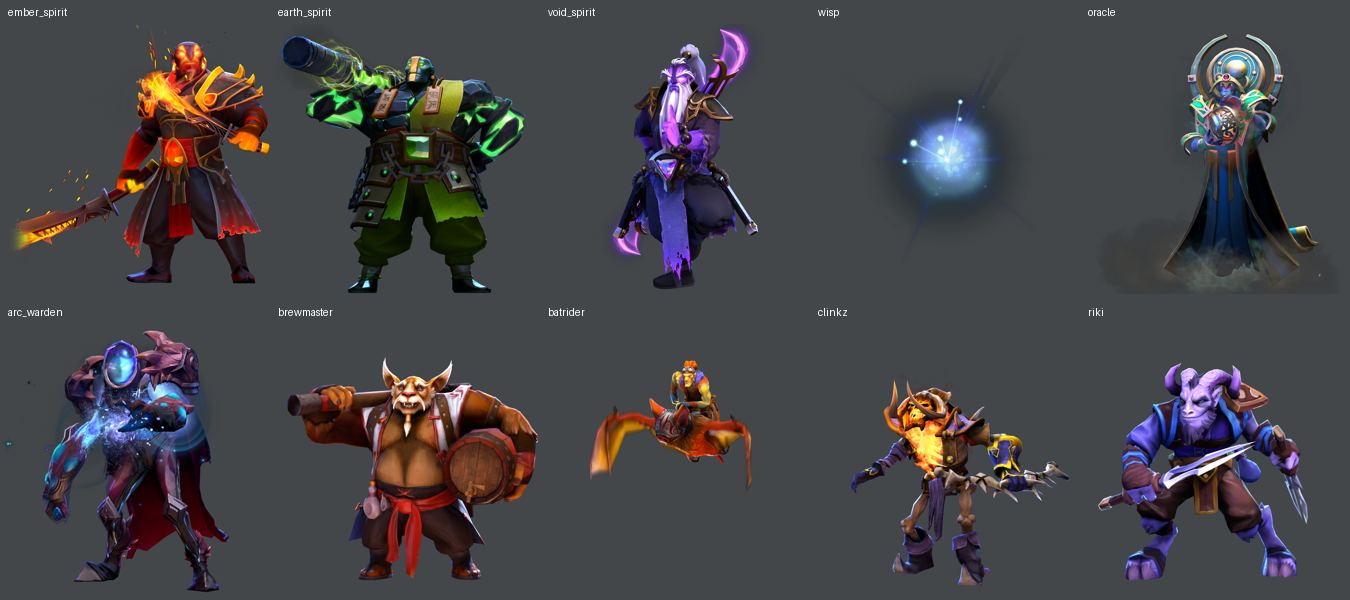 ember_spirit
earth_spirit
void_spirit
wisp
oracle
arc_warden
brewmaster
batrider
clinkz
riki